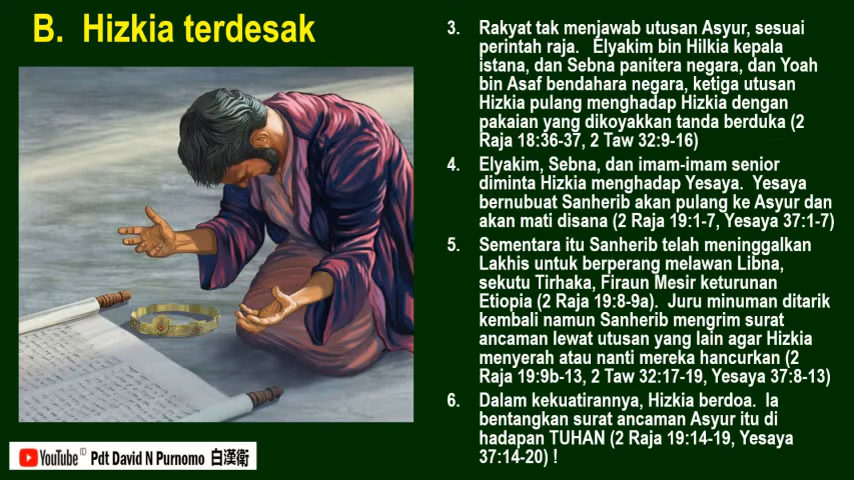 B. Hizkia terdesak
3. Rakyat tak menjawab utusan Asyur, sesuai
perintah raja. Elyakim bin Hilkia kepala
istana, dan Sebna panitera negara, dan Yoah
bin Asaf bendahara negara, ketiga utusan
Hizkia pulang menghadap Hizkia dengan
pakaian yang dikoyakkan tanda berduka (2
Raja 18:36-37, 2 Taw 32:9-16)
4. Elyakim, Sebna, dan imam-imam senior
diminta Hizkia menghadap Yesaya. Yesaya
bernubuat Sanherib akan pulang ke Asyur dan
akan mati disana (2 Raja 19:1-7, Yesaya 37:1-7)
5. Sementara itu Sanherib telah meninggalkan
Lakhis untuk berperang melawan Libna,
sekutu Tirhaka, Firaun Mesir keturunan
Etiopia (2 Raja 19:8-9a). Juru minuman ditarik
kembali namun Sanherib mengrim surat
ancaman lewat utusan yang lain agar Hizkia
menyerah atau nanti mereka hancurkan (2
Raja 19:9b-13, 2 Taw 32:17-19, Yesaya 37:8-13)
6. Dalam kekuatirannya, Hizkia berdoa. Ia
bentangkan surat ancaman Asyur itu di
hadapan TUHAN (2 Raja 19:14-19, Yesaya
37:14-20) !
YouTube ID Pdt David N Purnomo 白漢衛